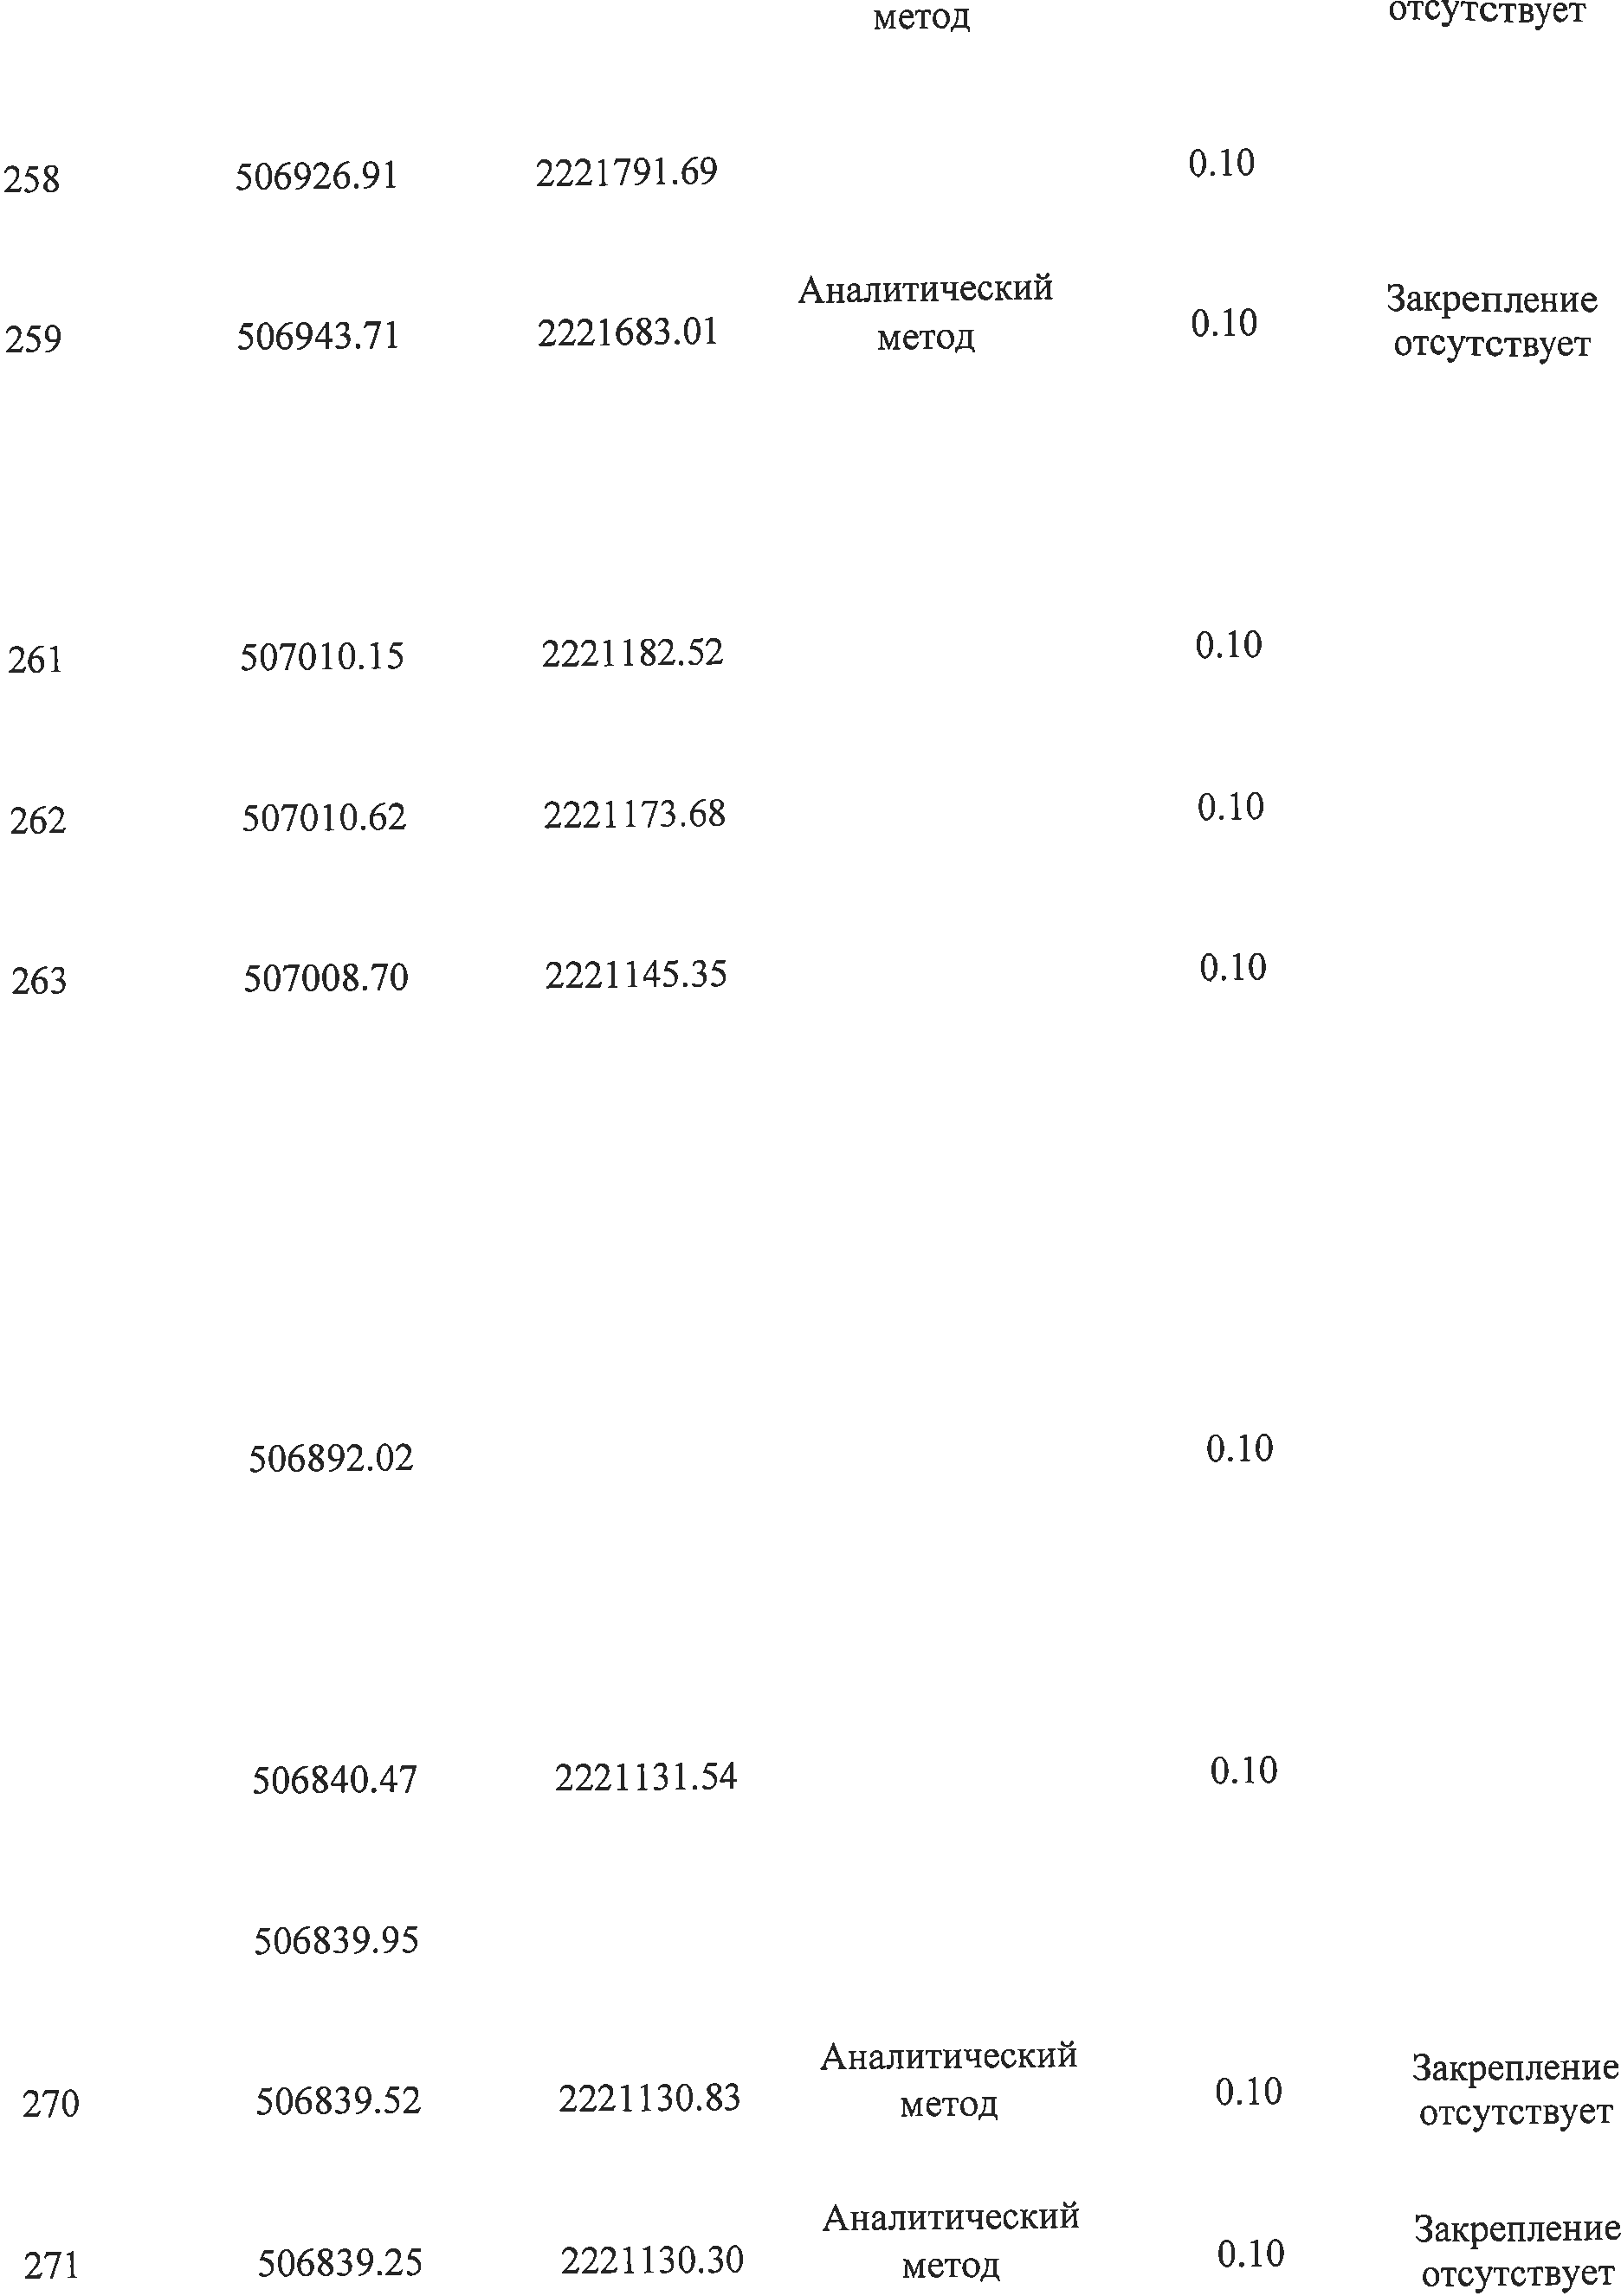 метод отсутствует
258 506926.91 2221791.69 0.10
Аналитический Закрепление
259 506943.71 2221683.01 метод 0.10 отсутствует
261 507010.15 2221182.52 0.10
262 507010.62 2221173.68 0.10
263 507008.70 2221145.35 0.10
506892.02 0.10
506840.47 2221131.54 0.10
506839.95
Аналитический Закрепление
270 506839.52 2221130.83 метод 0.10 отсутствует
Аналитический Закрепление
271 506839.25 2221130.30 метод 0.10 отсутствует